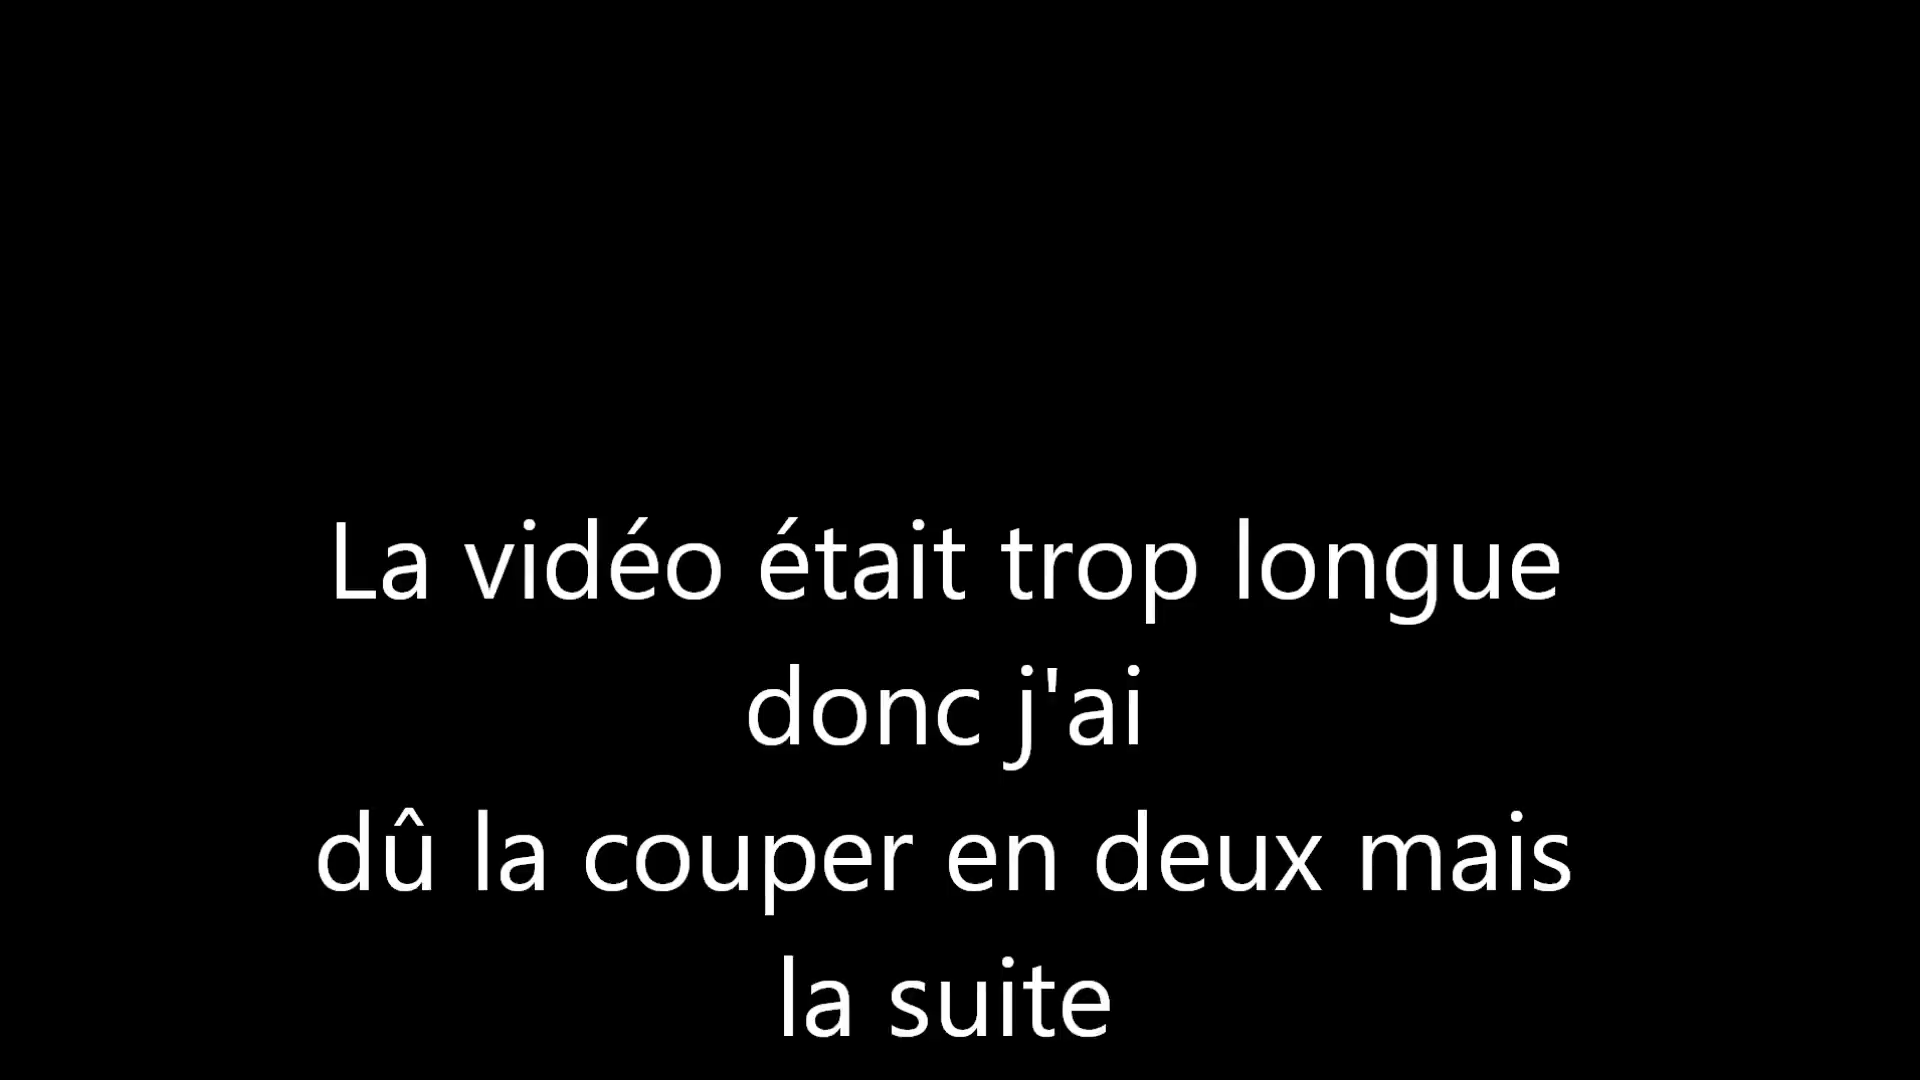 La vidéo était trop longue
donc j'ai
dû la couper en deux mais
la suite